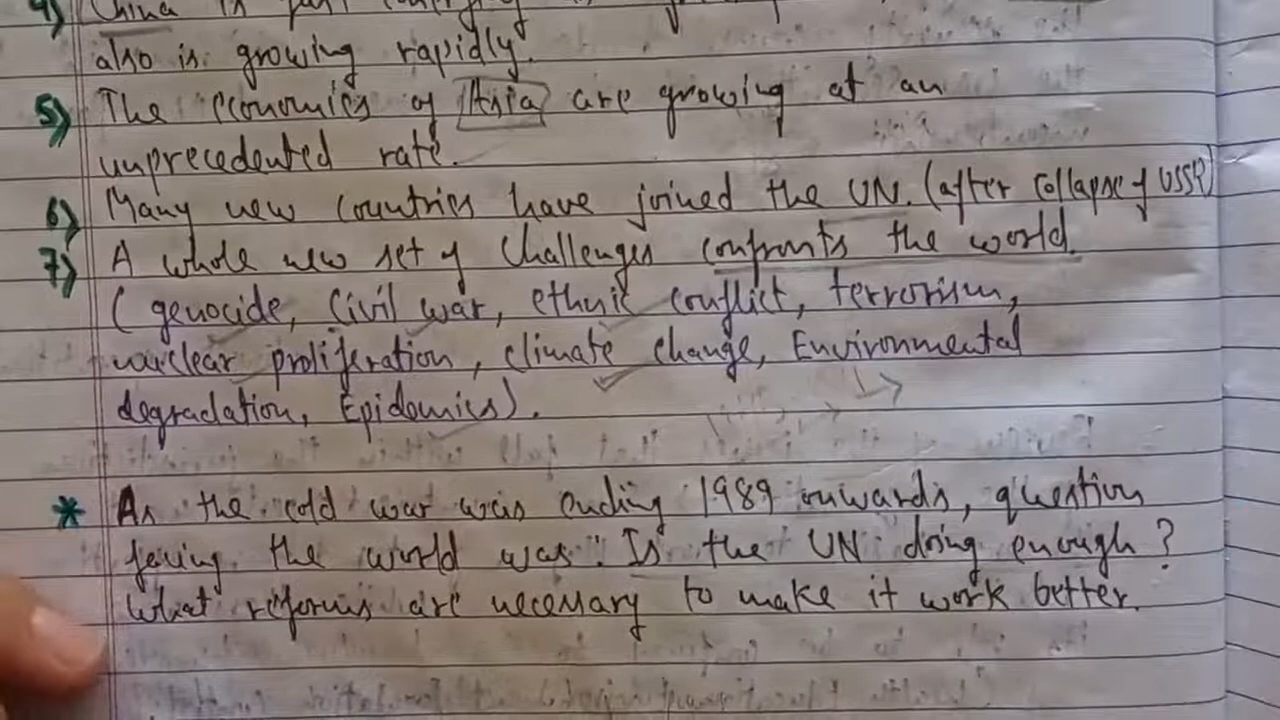 4) China is fast
also is growing rapidly.
5) The economies of Asia are growing at an
unprecedented rate.
6) Many new countries have joined the UN. (after collapse of USSR)
7) A whole new set of challenges confronts the world.
(genocide, civil war, ethnic conflict, terrorism,
nuclear proliferation, climate change, Environmental
degradation, Epidemics).
* As the cold war was ending 1989 onwards, question
facing the world was: Is the UN doing enough?
What reforms are necessary to make it work better.